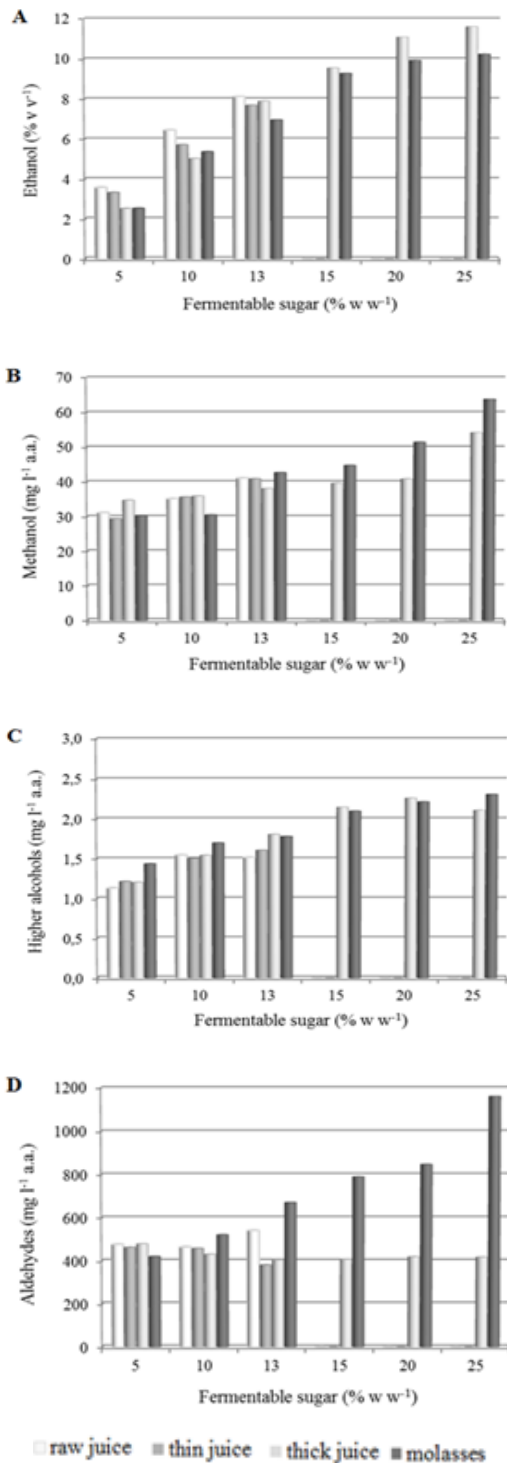 A
Ethanol (% v v⁻¹)
12
10
8
6
4
2
0
5 10 13 15 20 25
Fermentable sugar (% w w⁻¹)
B
Methanol (mg l⁻¹ a.a.)
70
60
50
40
30
20
10
0
5 10 13 15 20 25
Fermentable sugar (% w w⁻¹)
C
Higher alcohols (mg l⁻¹ a.a.)
3,0
2,5
2,0
1,5
1,0
0,5
0,0
5 10 13 15 20 25
Fermentable sugar (% w w⁻¹)
D
Aldehydes (mg l⁻¹ a.a.)
1200
1000
800
600
400
200
0
5 10 13 15 20 25
Fermentable sugar (% w w⁻¹)
raw juice thin juice thick juice molasses